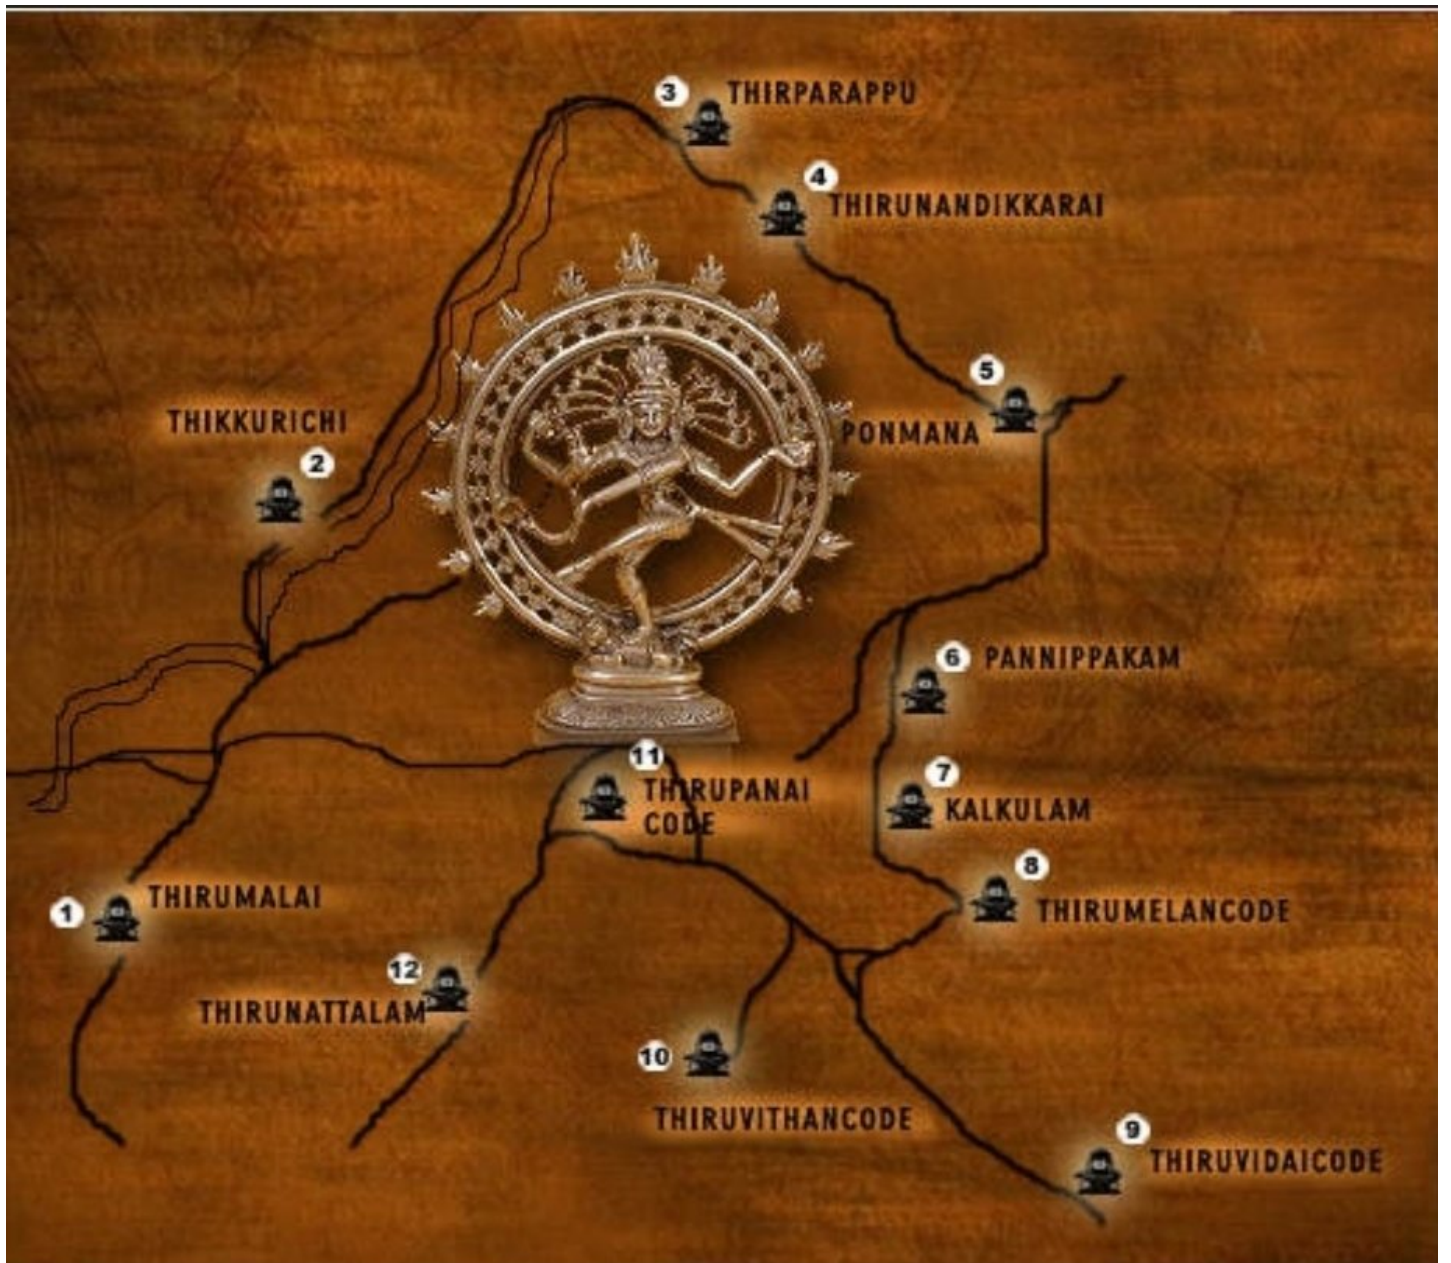 3 THIRPARAPPU
4
THIRUNANDIKKARAI
5
PONMANA
THIKKURICHI
2
6 PANNIPPAKAM
11
THIRUPANAI
CODE
7
KALKULAM
8
THIRUMELANCODE
THIRUMALAI
1
12
THIRUNATTALAM
10
THIRUVITHANCODE
9
THIRUVIDAICODE